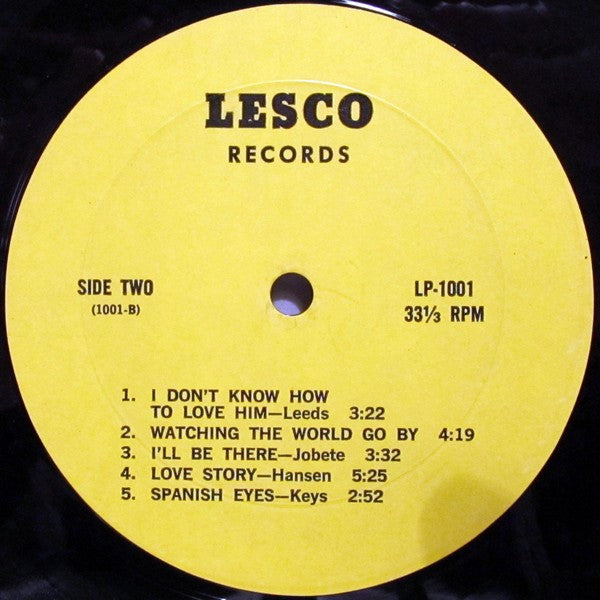 LESCO
RECORDS
SIDE TWO
(1001-B)
LP-1001
33⅓ RPM
1. I DON'T KNOW HOW
TO LOVE HIM—Leeds 3:22
2. WATCHING THE WORLD GO BY 4:19
3. I'LL BE THERE—Jobete 3:32
4. LOVE STORY—Hansen 5:25
5. SPANISH EYES—Keys 2:52